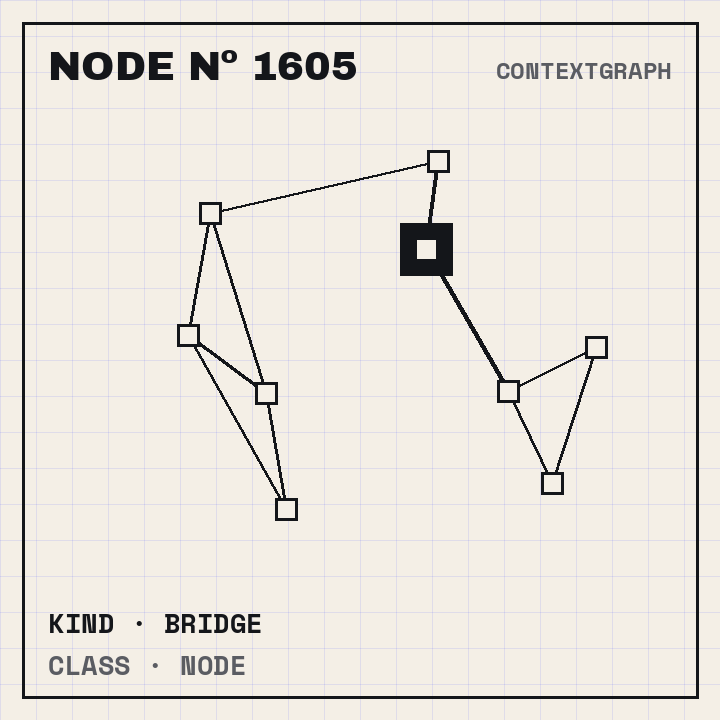 NODE Nº 1605
CONTEXTGRAPH
KIND · BRIDGE
CLASS · NODE